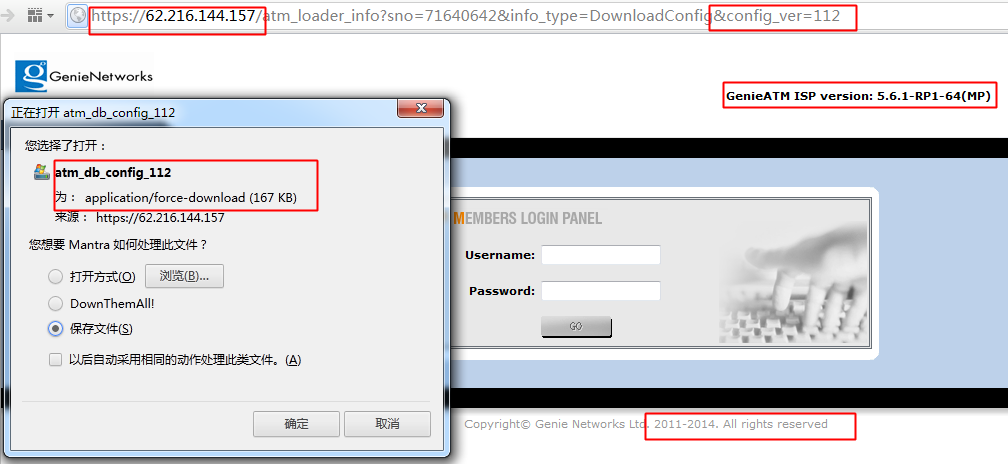 https://62.216.144.157/atm_loader_info?sno=71640642&info_type=DownloadConfig&config_ver=112
g GenieNetworks
GenieATM ISP version: 5.6.1-RP1-64(MP)
正在打开 atm_db_config_112
您选择了打开：
atm_db_config_112
为： application/force-download (167 KB)
来源： https://62.216.144.157
您想要 Mantra 如何处理此文件？
打开方式(O) 浏览(B)...
DownThemAll!
保存文件(S)
以后自动采用相同的动作处理此类文件。(A)
确定 取消
MEMBERS LOGIN PANEL
Username:
Password:
GO
Copyright© Genie Networks Ltd. 2011-2014. All rights reserved